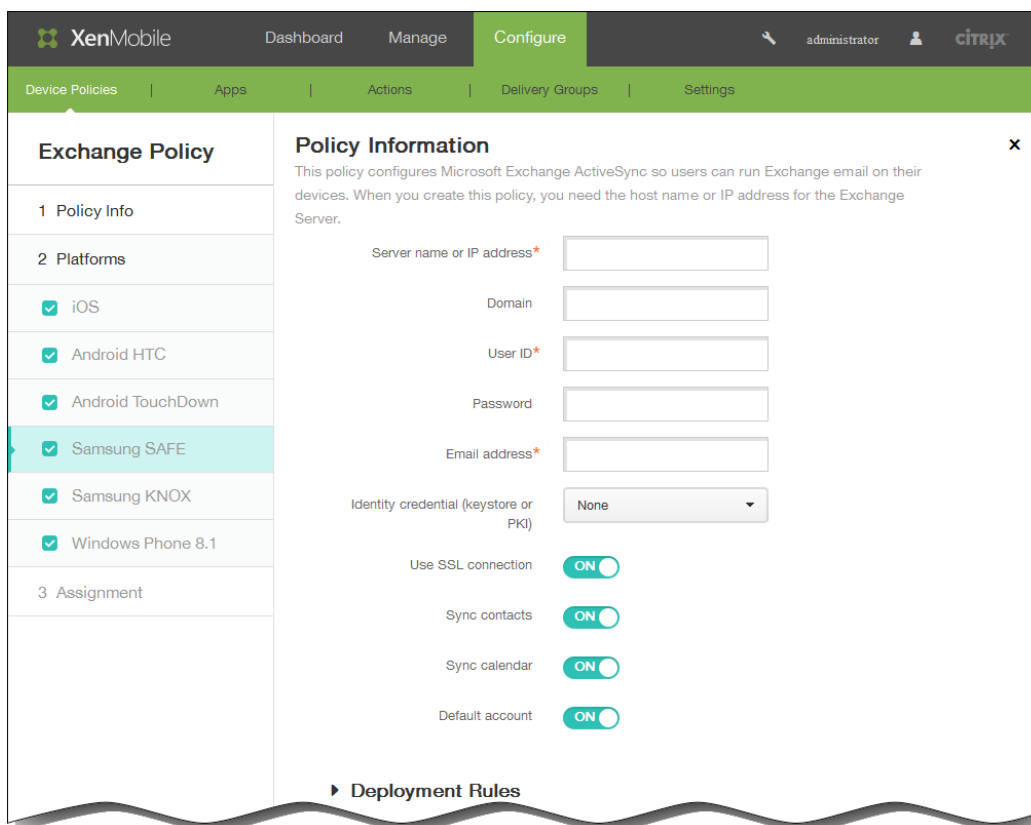 XenMobile Dashboard Manage Configure administrator CİTRIX
Device Policies | Apps | Actions | Delivery Groups | Settings
Exchange Policy
1 Policy Info
2 Platforms
iOS
Android HTC
Android TouchDown
Samsung SAFE
Samsung KNOX
Windows Phone 8.1
3 Assignment
Policy Information
x
This policy configures Microsoft Exchange ActiveSync so users can run Exchange email on their
devices. When you create this policy, you need the host name or IP address for the Exchange
Server.
Server name or IP address*
Domain
User ID*
Password
Email address*
Identity credential (keystore or
PKI)
None
Use SSL connection ON
Sync contacts ON
Sync calendar ON
Default account ON
Deployment Rules